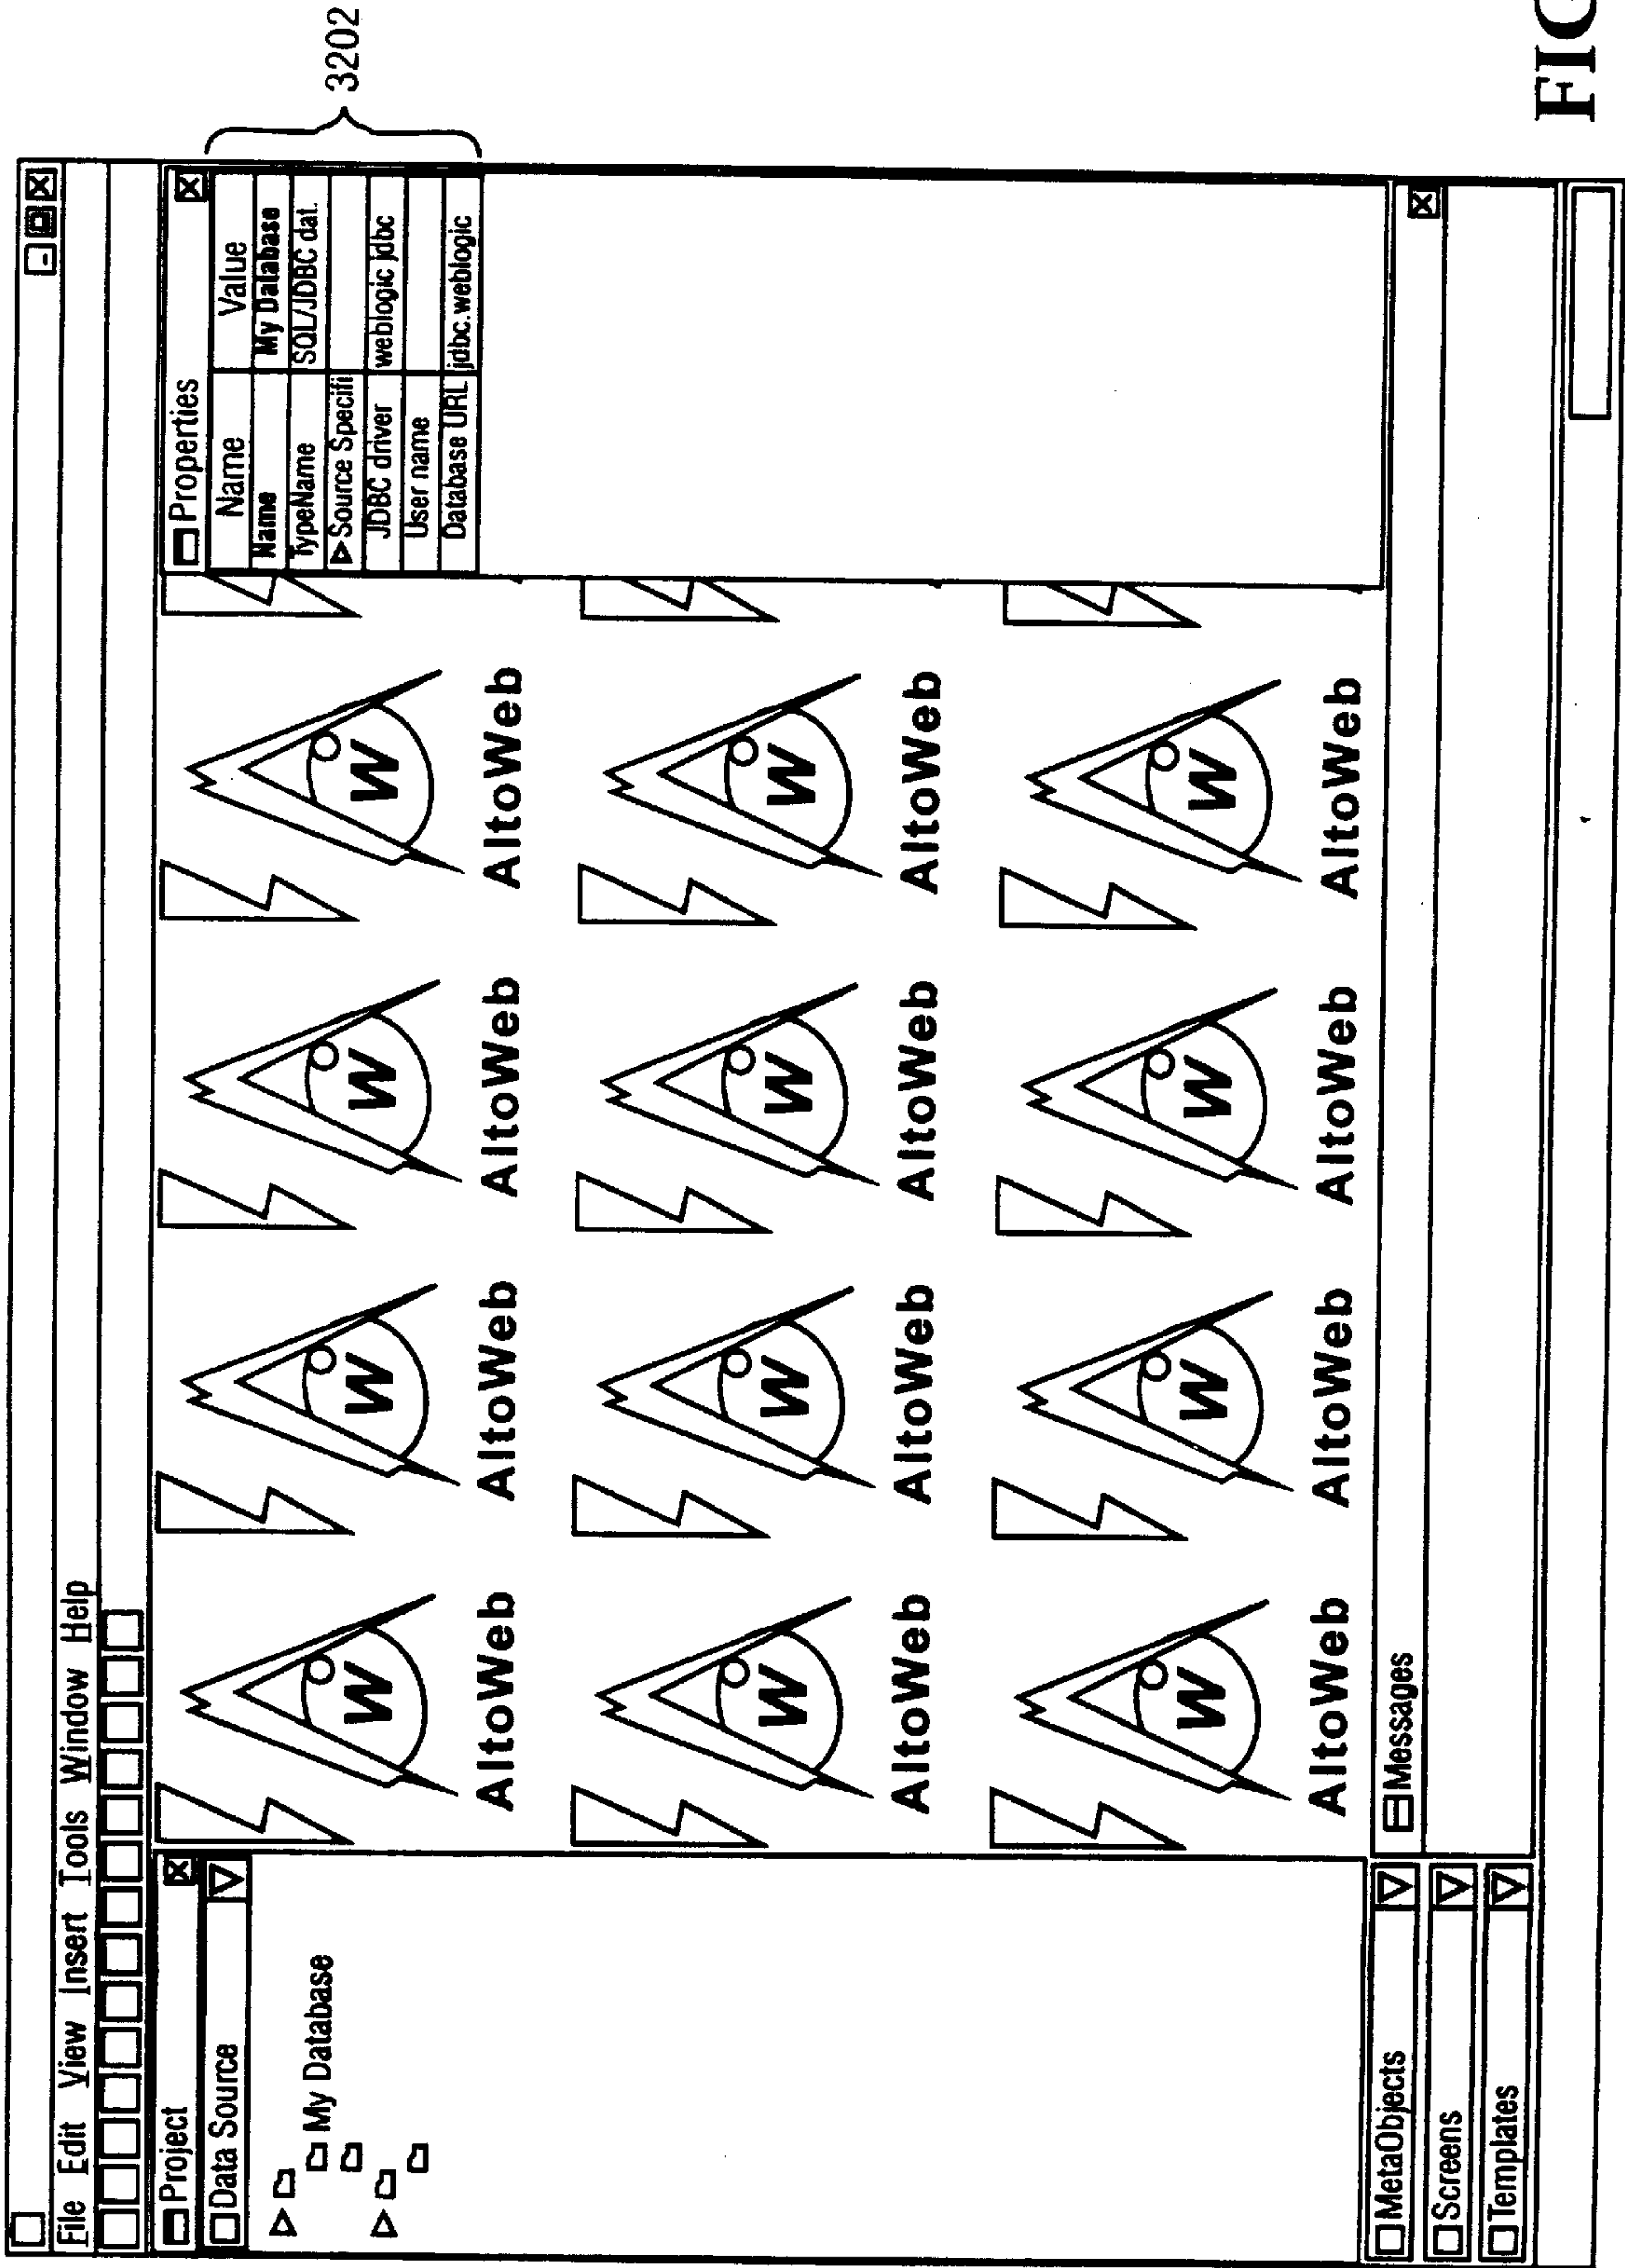 File Edit View Insert Tools Window Help
Project
Data Source
My Database
MetaObjects
Screens
Templates
AltoWeb AltoWeb AltoWeb AltoWeb
AltoWeb AltoWeb AltoWeb AltoWeb
AltoWeb AltoWeb AltoWeb AltoWeb
Messages
Properties
Name Value
Name My Database
TypeName SQL/JDBC dat.
Source Specifi
JDBC driver weblogic jdbc
User name
Database URL jdbc.weblogic
3202
FIG